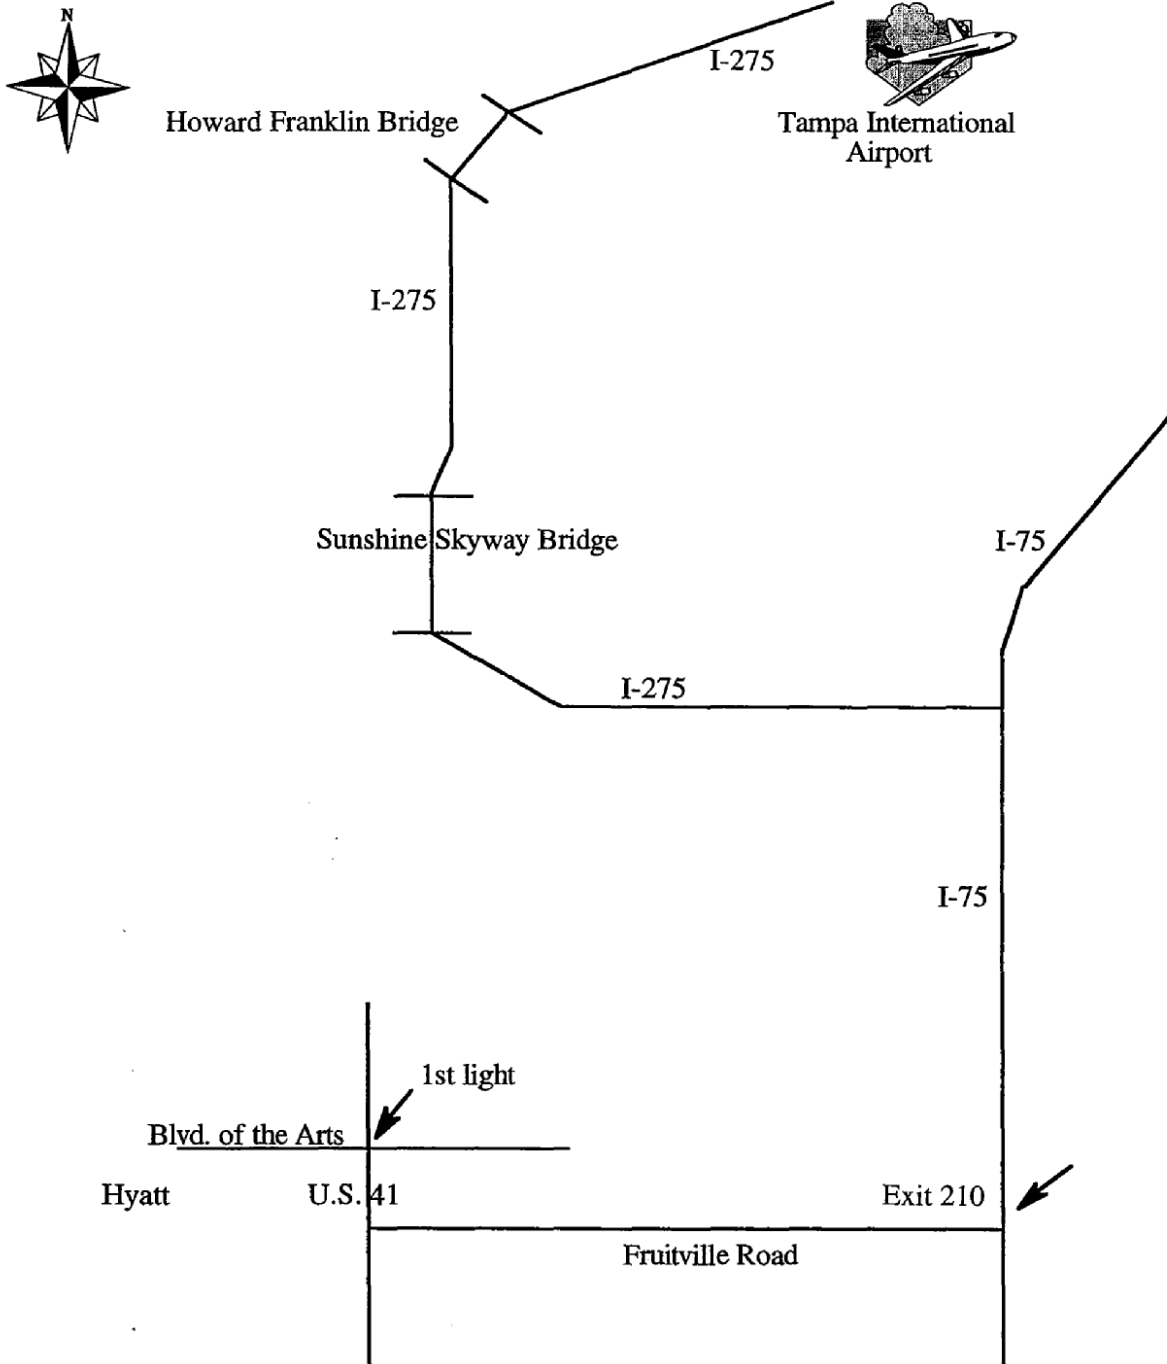 N
I-275
Howard Franklin Bridge
Tampa International
Airport
I-275
Sunshine Skyway Bridge
I-75
I-275
I-75
1st light
Blvd. of the Arts
Hyatt
U.S. 41
Exit 210
Fruitville Road